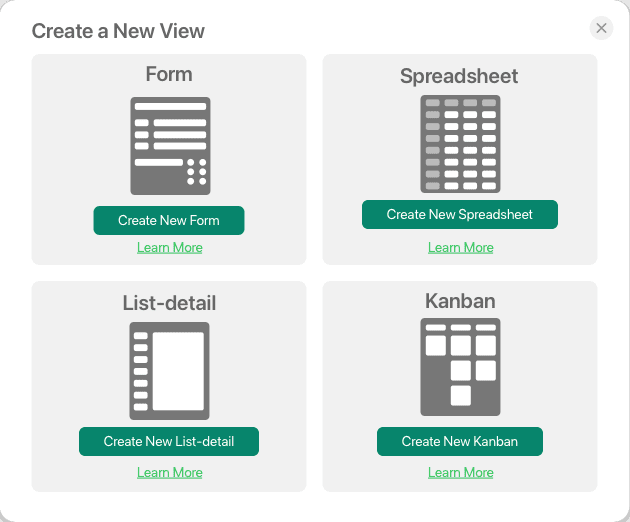 Create a New View
Form
Create New Form
Learn More
Spreadsheet
Create New Spreadsheet
Learn More
List-detail
Create New List-detail
Learn More
Kanban
Create New Kanban
Learn More